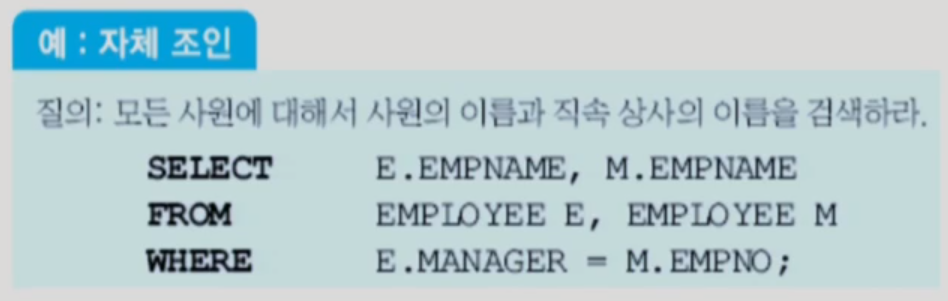 예 : 자체 조인
질의: 모든 사원에 대해서 사원의 이름과 직속 상사의 이름을 검색하라.
SELECT E.EMPNAME, M.EMPNAME
FROM EMPLOYEE E, EMPLOYEE M
WHERE E.MANAGER = M.EMPNO;